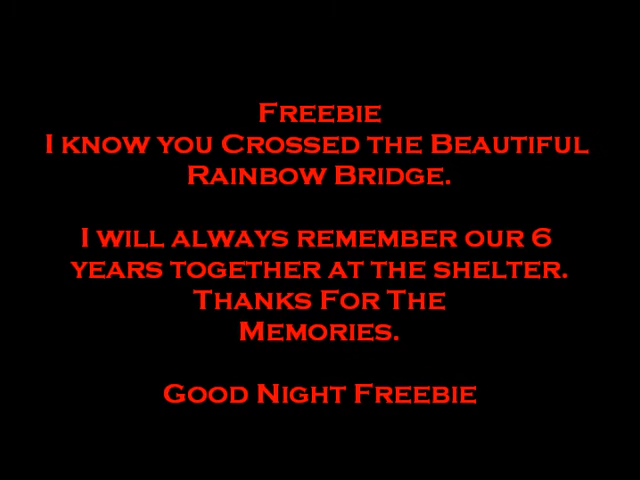 Freebie
I know you Crossed the Beautiful
Rainbow Bridge.
I will always remember our 6
years together at the shelter.
Thanks For The
Memories.
Good Night Freebie